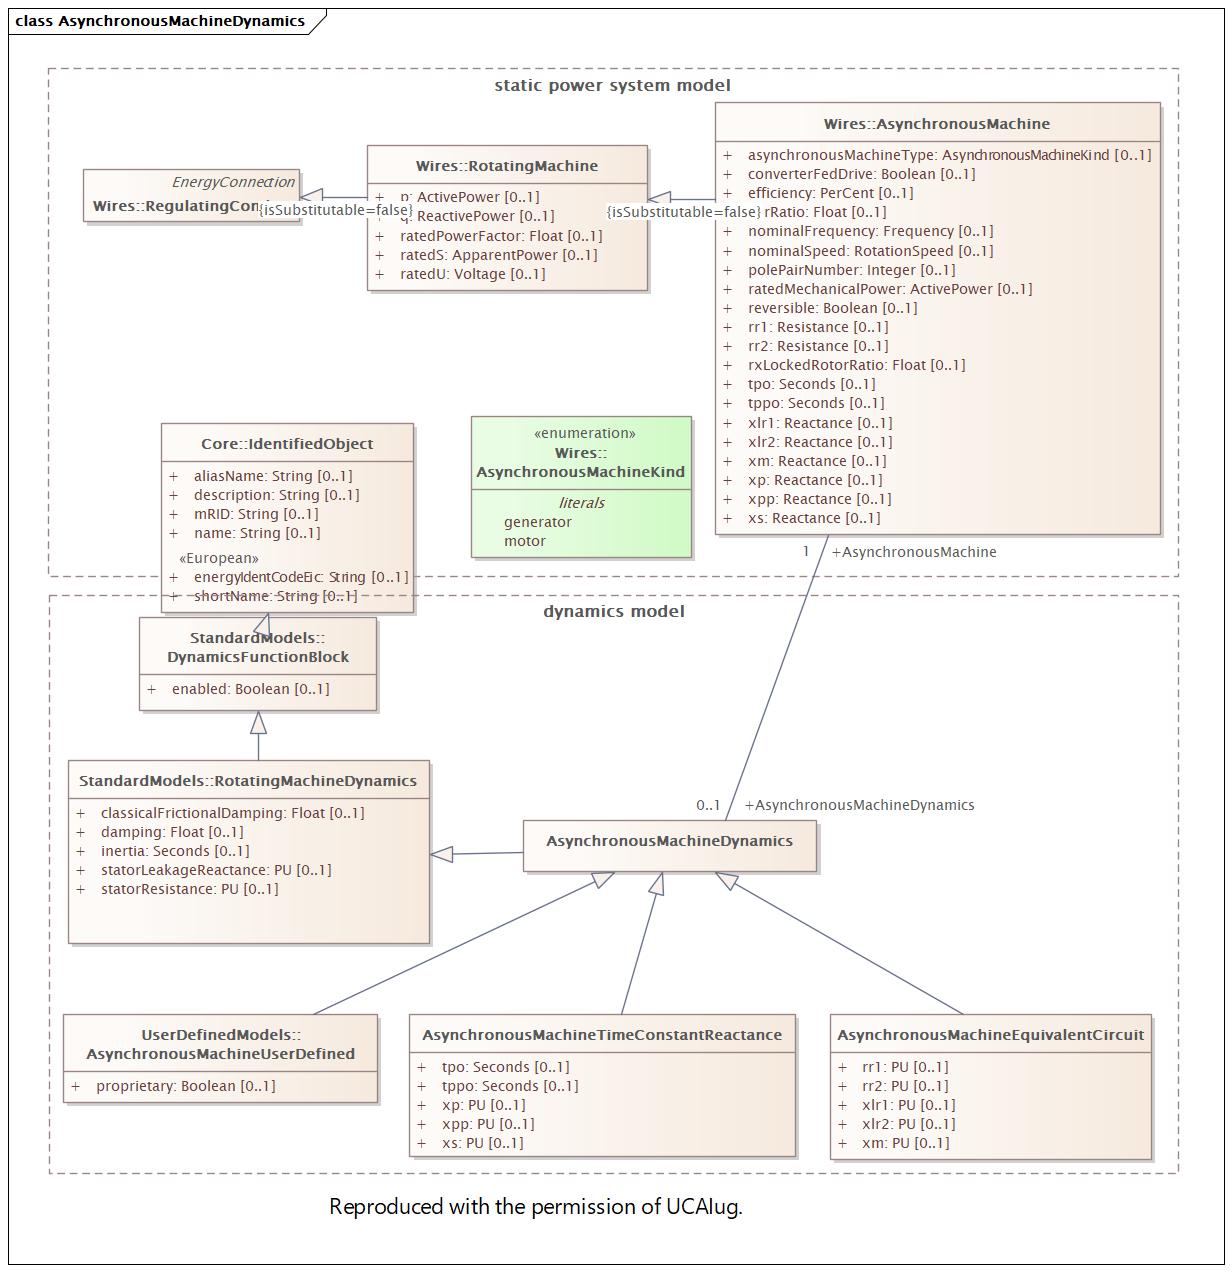 class AsynchronousMachineDynamics
static power system model
Wires::AsynchronousMachine
+ asynchronousMachineType: AsynchronousMachineKind [0..1]
+ converterFedDrive: Boolean [0..1]
+ efficiency: PerCent [0..1]
rRatio: Float [0..1]
+ nominalFrequency: Frequency [0..1]
+ nominalSpeed: RotationSpeed [0..1]
+ polePairNumber: Integer [0..1]
+ ratedMechanicalPower: ActivePower [0..1]
+ reversible: Boolean [0..1]
+ rr1: Resistance [0..1]
+ rr2: Resistance [0..1]
+ rxLockedRotorRatio: Float [0..1]
+ tpo: Seconds [0..1]
+ tppo: Seconds [0..1]
+ xlr1: Reactance [0..1]
+ xlr2: Reactance [0..1]
+ xm: Reactance [0..1]
+ xp: Reactance [0..1]
+ xpp: Reactance [0..1]
+ xs: Reactance [0..1]
Wires::RotatingMachine
+ p: ActivePower [0..1]
q: ReactivePower [0..1]
+ ratedPowerFactor: Float [0..1]
+ ratedS: ApparentPower [0..1]
+ ratedU: Voltage [0..1]
{isSubstitutable=false}
EnergyConnection
Wires::RegulatingCon
{isSubstitutable=false}
Core::IdentifiedObject
+ aliasName: String [0..1]
+ description: String [0..1]
+ mRID: String [0..1]
+ name: String [0..1]
«European»
+ energyIdentCodeEic: String [0..1]
+ shortName: String [0..1]
«enumeration»
Wires::
AsynchronousMachineKind
literals
generator
motor
1 +AsynchronousMachine
dynamics model
StandardModels::
DynamicsFunctionBlock
+ enabled: Boolean [0..1]
StandardModels::RotatingMachineDynamics
+ classicalFrictionalDamping: Float [0..1]
+ damping: Float [0..1]
+ inertia: Seconds [0..1]
+ statorLeakageReactance: PU [0..1]
+ statorResistance: PU [0..1]
0..1 +AsynchronousMachineDynamics
AsynchronousMachineDynamics
UserDefinedModels::
AsynchronousMachineUserDefined
+ proprietary: Boolean [0..1]
AsynchronousMachineTimeConstantReactance
+ tpo: Seconds [0..1]
+ tppo: Seconds [0..1]
+ xp: PU [0..1]
+ xpp: PU [0..1]
+ xs: PU [0..1]
AsynchronousMachineEquivalentCircuit
+ rr1: PU [0..1]
+ rr2: PU [0..1]
+ xlr1: PU [0..1]
+ xlr2: PU [0..1]
+ xm: PU [0..1]
Reproduced with the permission of UCAIug.